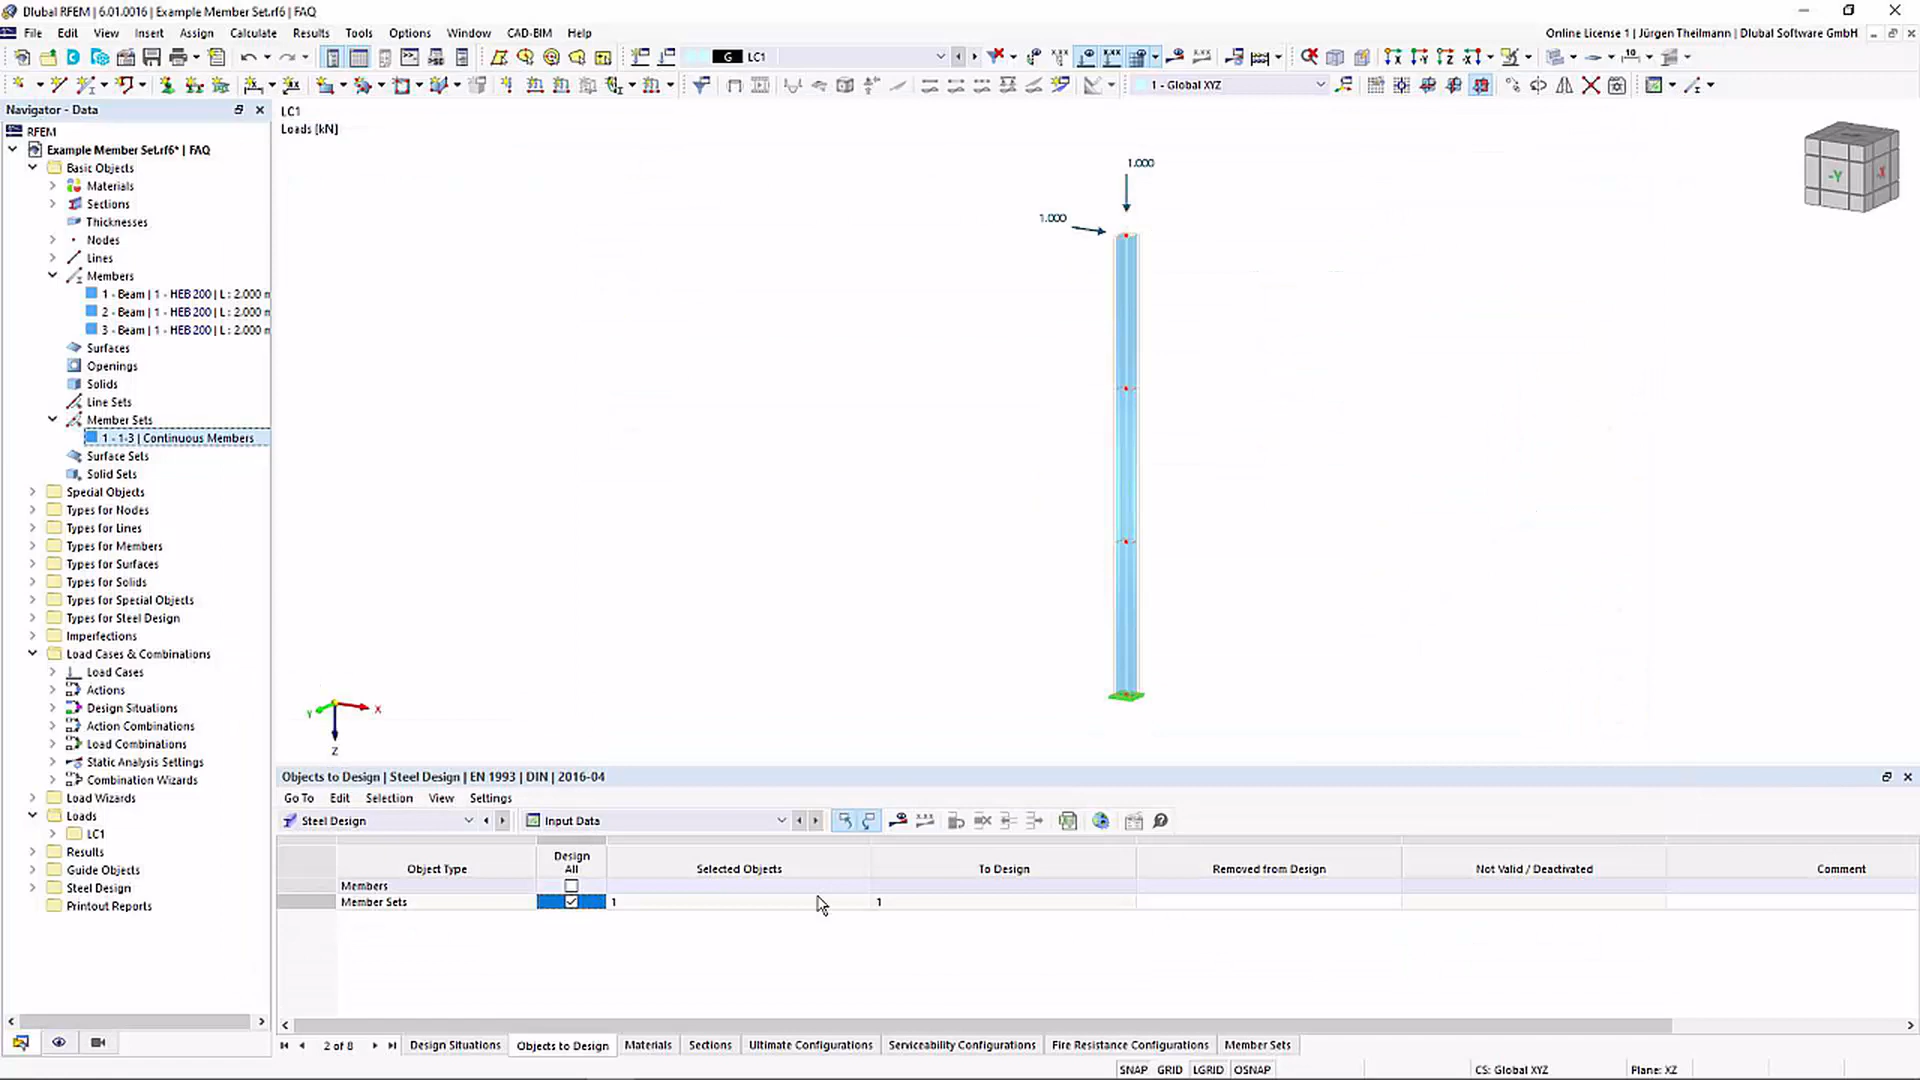 Dlubal RFEM | 6.01.0016 | Example Member Set.rf6* | FAQ
File Edit View Insert Assign Calculate Results Tools Options Window CAD-BIM Help
Online License 1 | Jürgen Theilmann | Dlubal Software GmbH
G LC1
1 - Global XYZ
Navigator - Data
RFEM
Example Member Set.rf6* | FAQ
Basic Objects
Materials
Sections
Thicknesses
Nodes
Lines
Members
1 - Beam | 1 - HEB 200 | L : 2.000 m
2 - Beam | 1 - HEB 200 | L : 2.000 m
3 - Beam | 1 - HEB 200 | L : 2.000 m
Surfaces
Openings
Solids
Line Sets
Member Sets
1 - 1-3 | Continuous Members
Surface Sets
Solid Sets
Special Objects
Types for Nodes
Types for Lines
Types for Members
Types for Surfaces
Types for Solids
Types for Special Objects
Types for Steel Design
Imperfections
Load Cases & Combinations
Load Cases
Actions
Design Situations
Action Combinations
Load Combinations
Static Analysis Settings
Combination Wizards
Load Wizards
Loads
LC1
Results
Guide Objects
Steel Design
Printout Reports
LC1
Loads [kN]
1.000
1.000
-Y -X
Y X
Z
Objects to Design | Steel Design | EN 1993 | DIN | 2016-04
Go To Edit Selection View Settings
Steel Design Input Data
Object Type Design All Selected Objects To Design Removed from Design Not Valid / Deactivated Comment
Members
Member Sets 1 1
2 of 8 Design Situations Objects to Design Materials Sections Ultimate Configurations Serviceability Configurations Fire Resistance Configurations Member Sets
SNAP GRID LGRID OSNAP CS: Global XYZ Plane: XZ